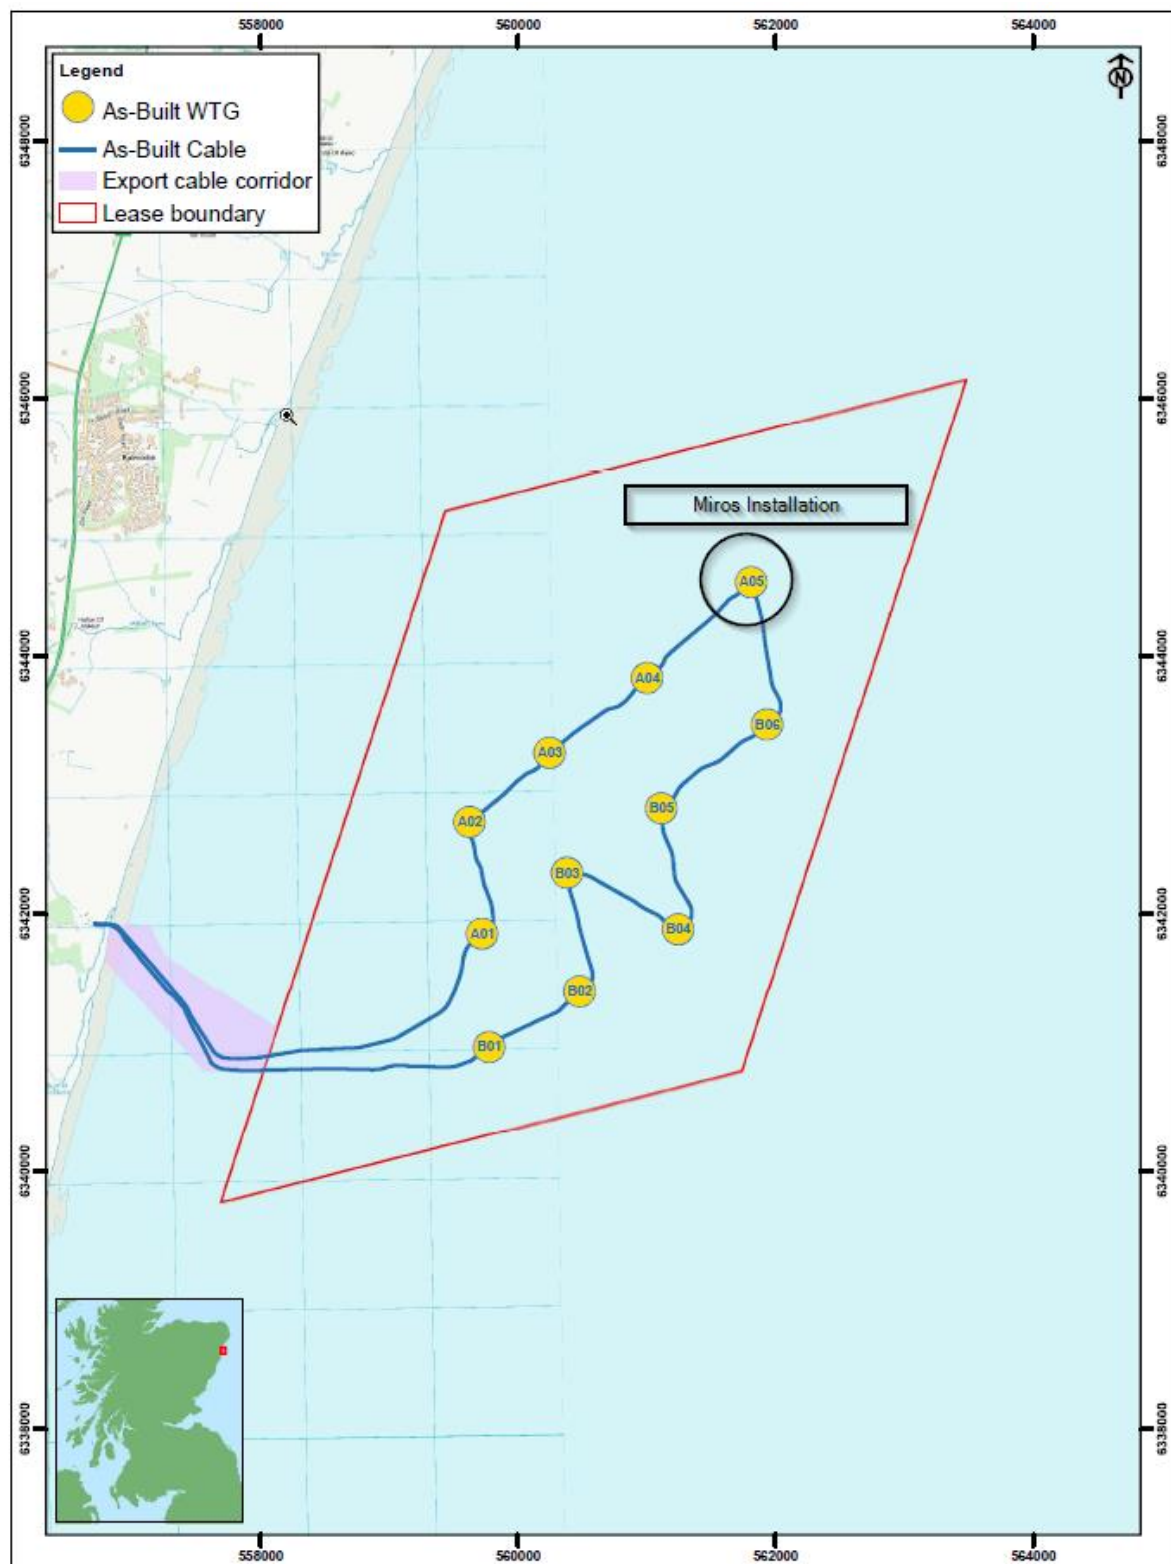 558000
560000
562000
564000
Legend
As-Built WTG
As-Built Cable
Export cable corridor
Lease boundary
N
6348000
6348000
6346000
6346000
Miros Installation
A05
6344000
6344000
A04
B06
A03
B05
A02
B03
6342000
6342000
A01
B04
B02
B01
6340000
6340000
6338000
6338000
558000
560000
562000
564000